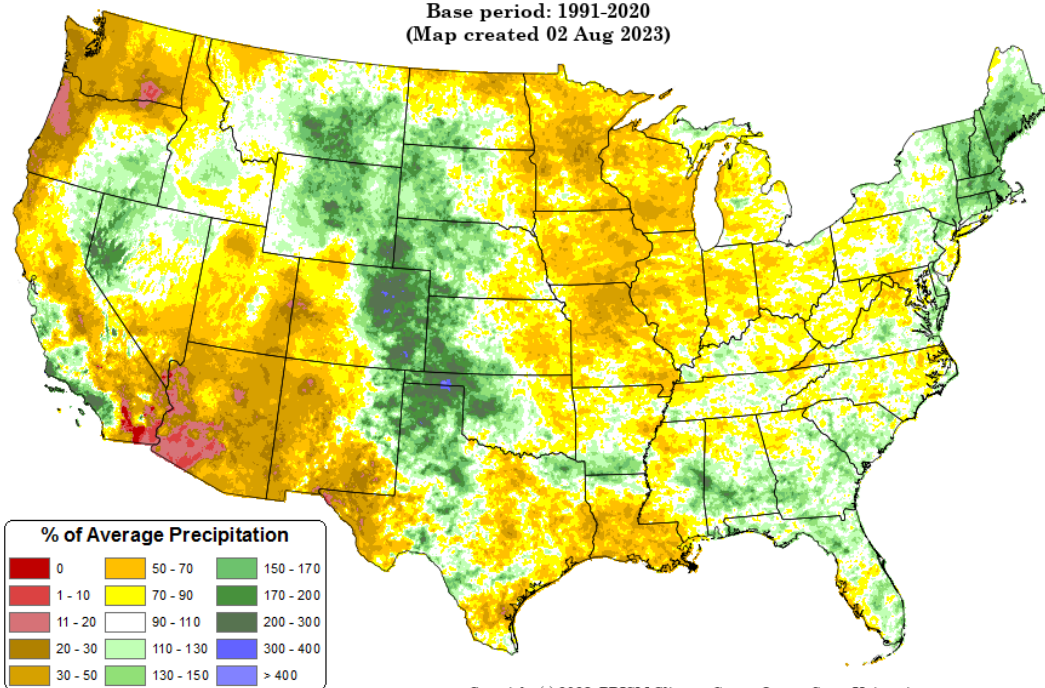 Base period: 1991-2020
(Map created 02 Aug 2023)
% of Average Precipitation
0
1 - 10
11 - 20
20 - 30
30 - 50
50 - 70
70 - 90
90 - 110
110 - 130
130 - 150
150 - 170
170 - 200
200 - 300
300 - 400
> 400